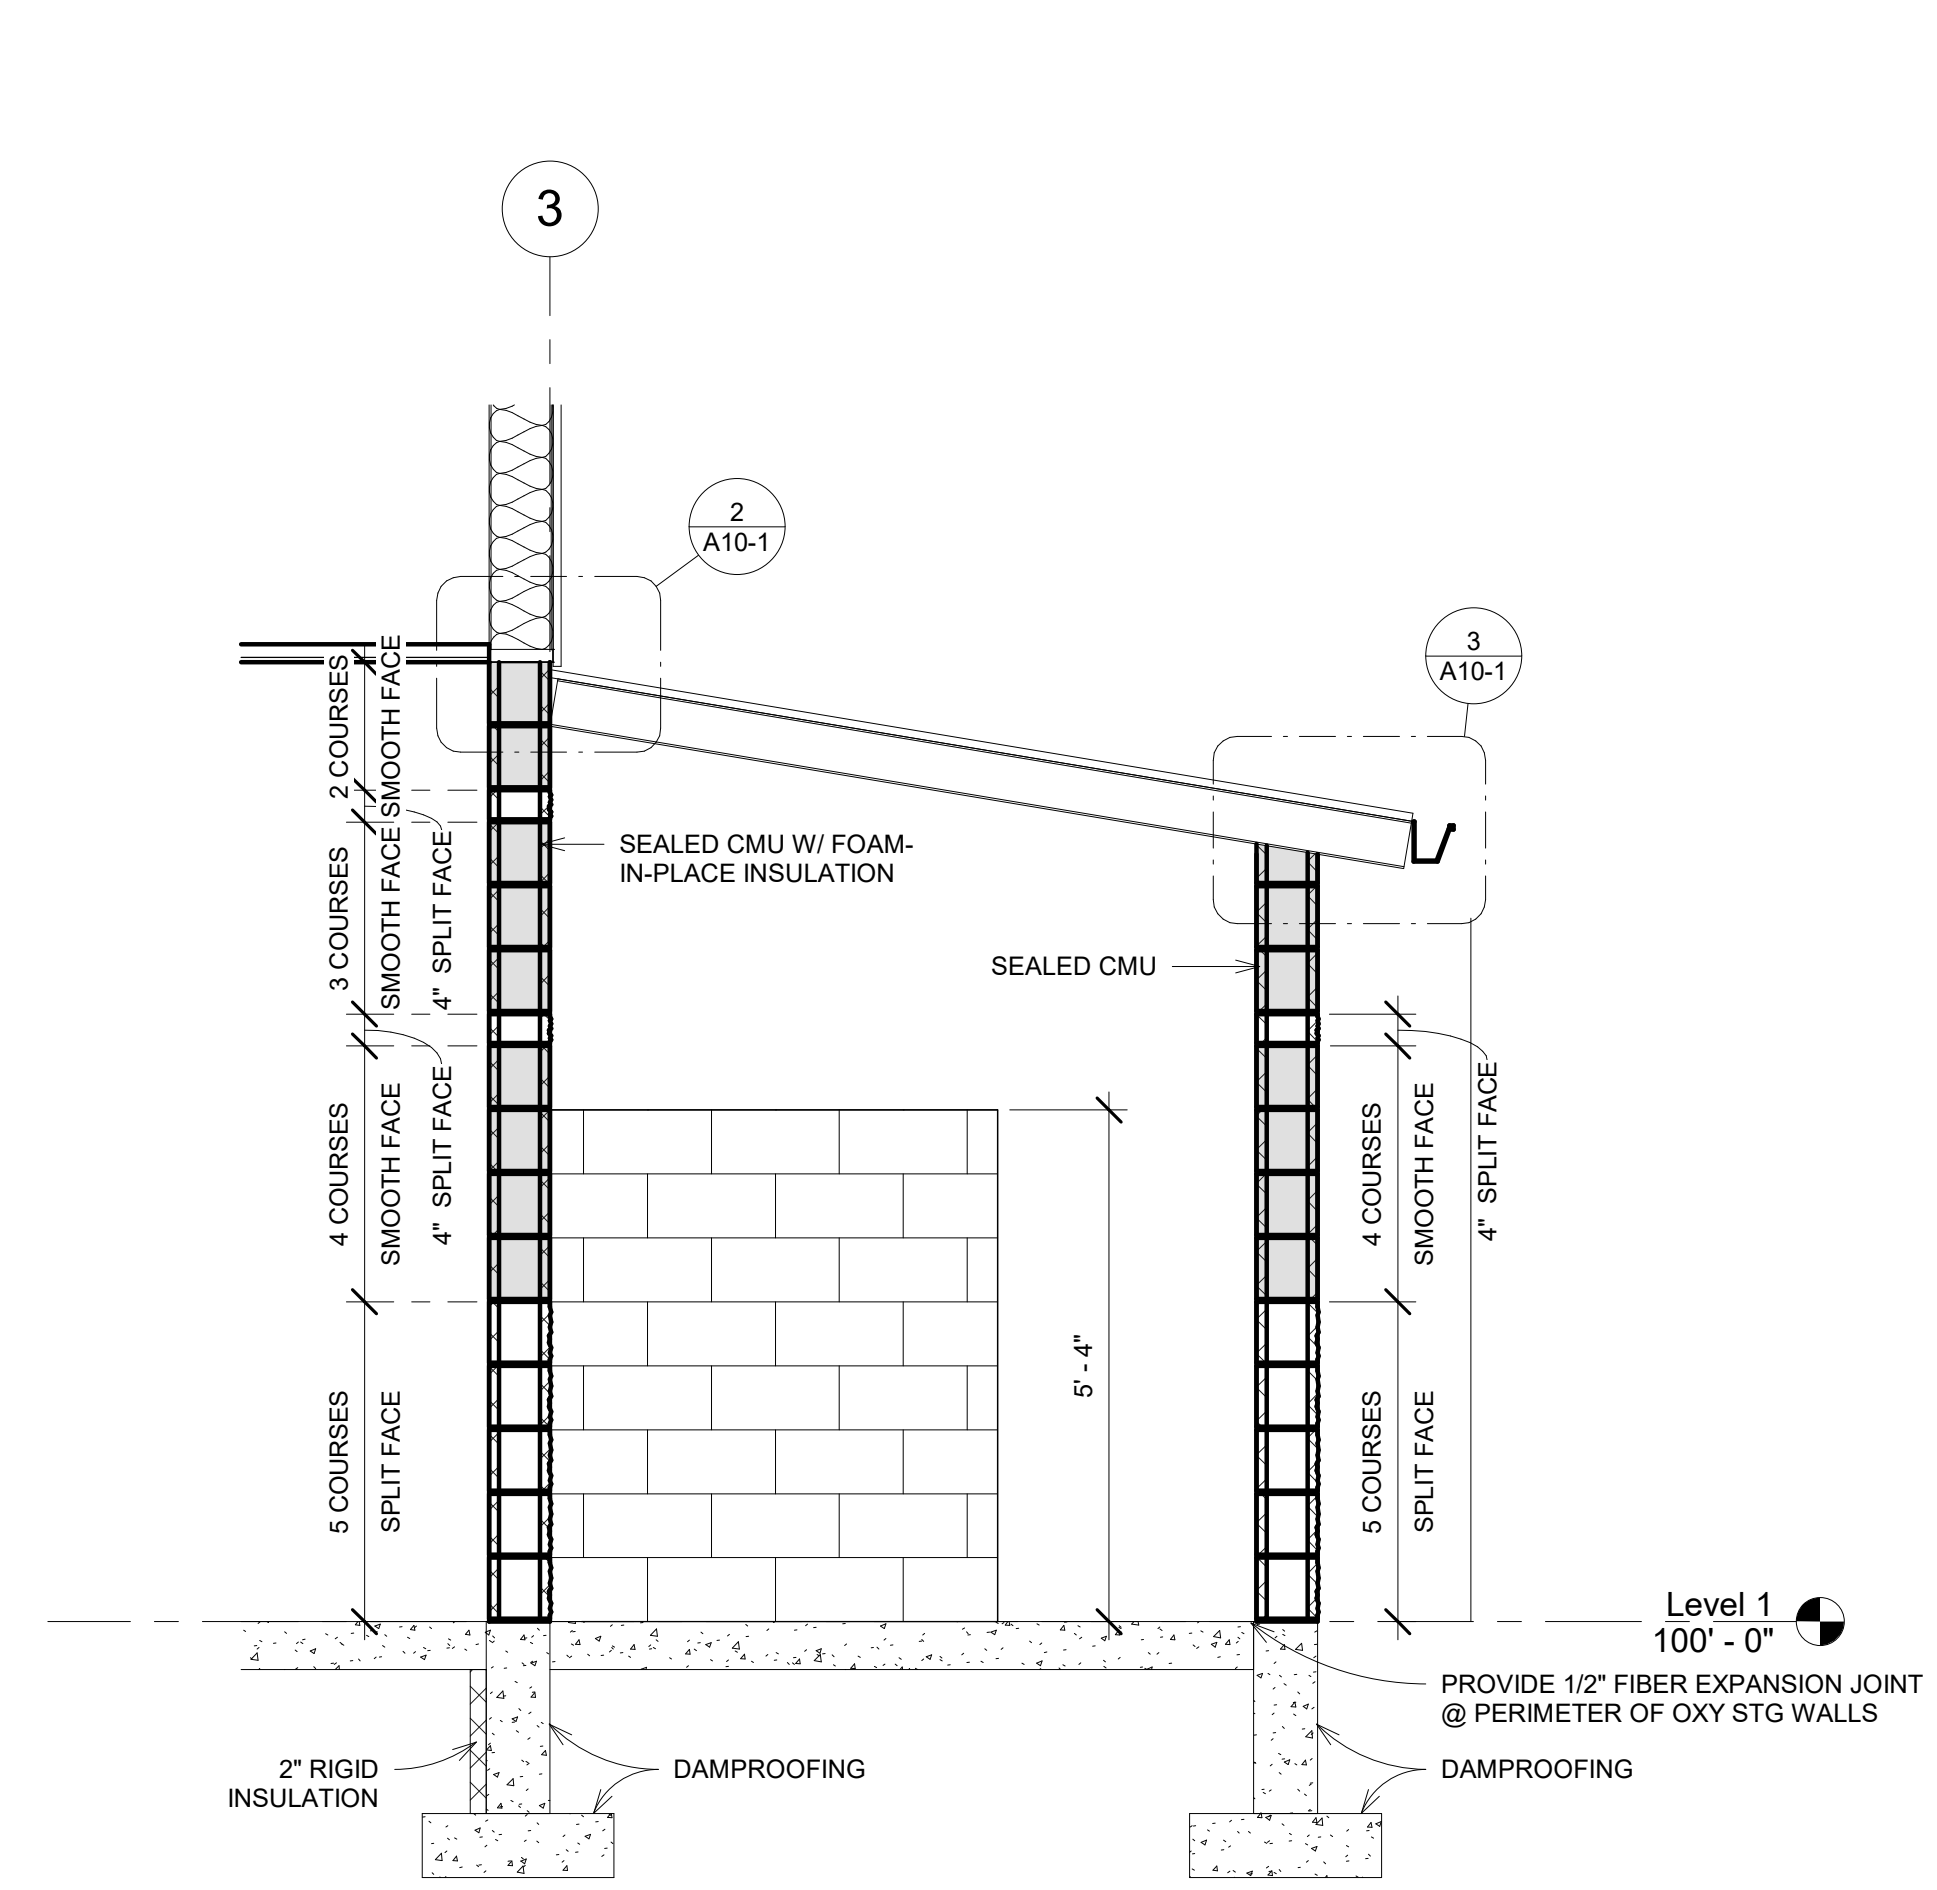 3
2
A10-1
3
A10-1
2 COURSES
SMOOTH FACE
3 COURSES
SMOOTH FACE
4" SPLIT FACE
SEALED CMU W/ FOAM-
IN-PLACE INSULATION
SEALED CMU
4 COURSES
SMOOTH FACE
4" SPLIT FACE
4 COURSES
SMOOTH FACE
4" SPLIT FACE
5' - 4"
5 COURSES
SPLIT FACE
5 COURSES
SPLIT FACE
Level 1
100' - 0"
PROVIDE 1/2" FIBER EXPANSION JOINT
@ PERIMETER OF OXY STG WALLS
2" RIGID
INSULATION
DAMPROOFING
DAMPROOFING